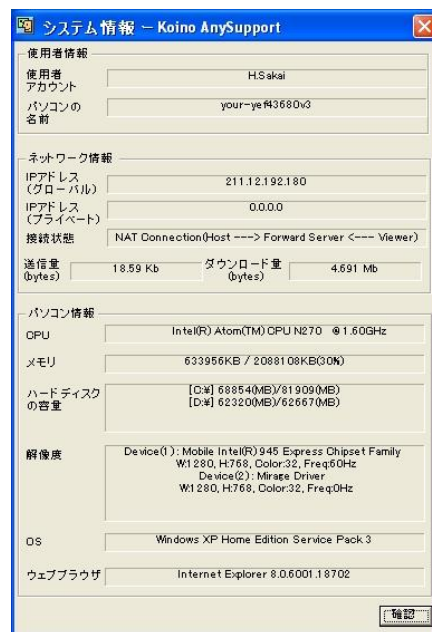 システム情報 － Koino AnySupport
使用者情報
使用者
アカウント
H.Sakai
パソコンの
名前
your-yef43680v3
ネットワーク情報
IPアドレス
(グローバル)
211.12.192.180
IPアドレス
(プライベート)
0.0.0.0
接続状態
NAT Connection(Host ---> Forward Server <--- Viewer)
送信量
(bytes)
18.59 Kb
ダウンロード量
(bytes)
4.691 Mb
パソコン情報
CPU
Intel(R) Atom(TM) CPU N270 @ 1.60GHz
メモリ
633956KB / 2088108KB(30%)
ハードディスク
の容量
[C:¥] 68854(MB)/81909(MB)
[D:¥] 62320(MB)/62667(MB)
解像度
Device(1) : Mobile Intel(R) 945 Express Chipset Family
W:1280, H:768, Color:32, Freq:60Hz
Device(2) : Mirage Driver
W:1280, H:768, Color:32, Freq:0Hz
OS
Windows XP Home Edition Service Pack 3
ウェブブラウザ
Internet Explorer 8.0.6001.18702
確認